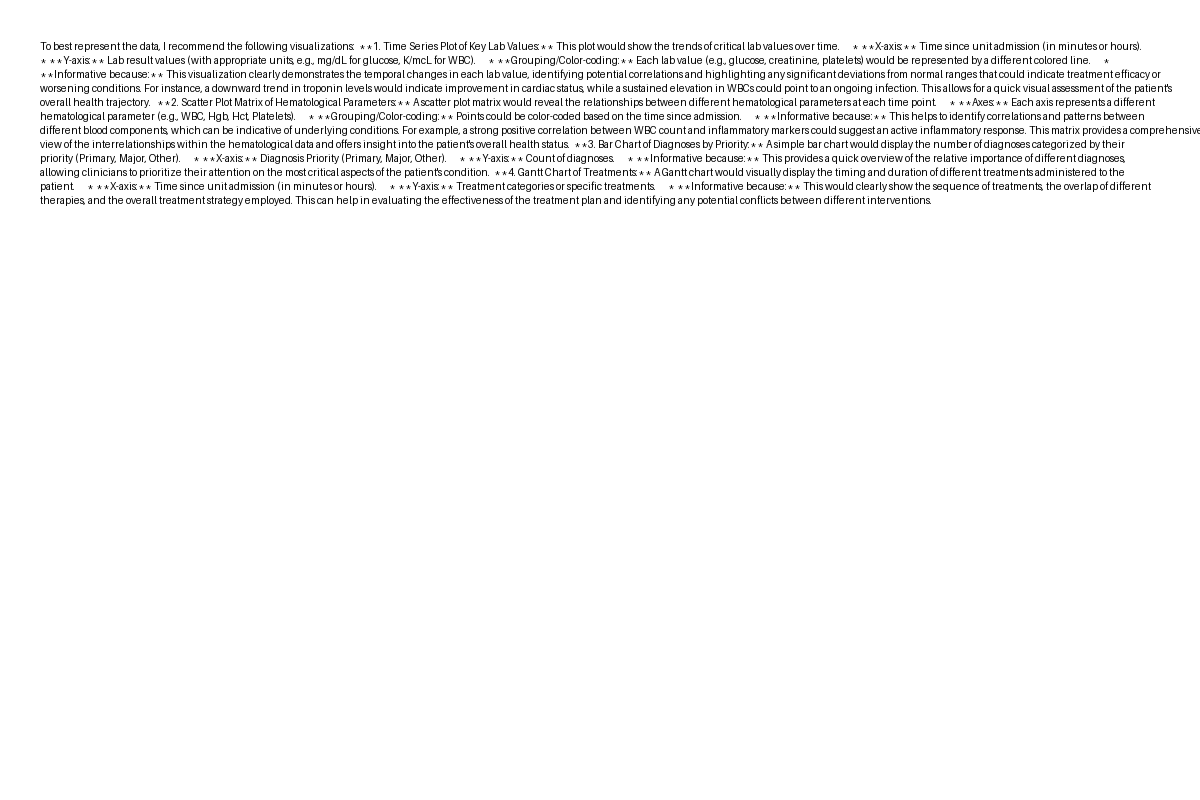 To best represent the data, I recommend the following visualizations:  **1. Time Series Plot of Key Lab Values:** This plot would show the trends of critical lab values over time.     * **X-axis:** Time since unit admission (in minutes or hours).
* **Y-axis:** Lab result values (with appropriate units, e.g., mg/dL for glucose, K/mcL for WBC).     * **Grouping/Color-coding:** Each lab value (e.g., glucose, creatinine, platelets) would be represented by a different colored line.     *
**Informative because:** This visualization clearly demonstrates the temporal changes in each lab value, identifying potential correlations and highlighting any significant deviations from normal ranges that could indicate treatment efficacy or
worsening conditions. For instance, a downward trend in troponin levels would indicate improvement in cardiac status, while a sustained elevation in WBCs could point to an ongoing infection. This allows for a quick visual assessment of the patient's
overall health trajectory.  **2. Scatter Plot Matrix of Hematological Parameters:** A scatter plot matrix would reveal the relationships between different hematological parameters at each time point.     * **Axes:** Each axis represents a different
hematological parameter (e.g., WBC, Hgb, Hct, Platelets).     * **Grouping/Color-coding:** Points could be color-coded based on the time since admission.     * **Informative because:** This helps to identify correlations and patterns between
different blood components, which can be indicative of underlying conditions. For example, a strong positive correlation between WBC count and inflammatory markers could suggest an active inflammatory response. This matrix provides a comprehensive
view of the interrelationships within the hematological data and offers insight into the patient's overall health status.  **3. Bar Chart of Diagnoses by Priority:** A simple bar chart would display the number of diagnoses categorized by their
priority (Primary, Major, Other).     * **X-axis:** Diagnosis Priority (Primary, Major, Other).     * **Y-axis:** Count of diagnoses.     * **Informative because:** This provides a quick overview of the relative importance of different diagnoses,
allowing clinicians to prioritize their attention on the most critical aspects of the patient's condition.  **4. Gantt Chart of Treatments:** A Gantt chart would visually display the timing and duration of different treatments administered to the
patient.     * **X-axis:** Time since unit admission (in minutes or hours).     * **Y-axis:** Treatment categories or specific treatments.     * **Informative because:** This would clearly show the sequence of treatments, the overlap of different
therapies, and the overall treatment strategy employed. This can help in evaluating the effectiveness of the treatment plan and identifying any potential conflicts between different interventions.